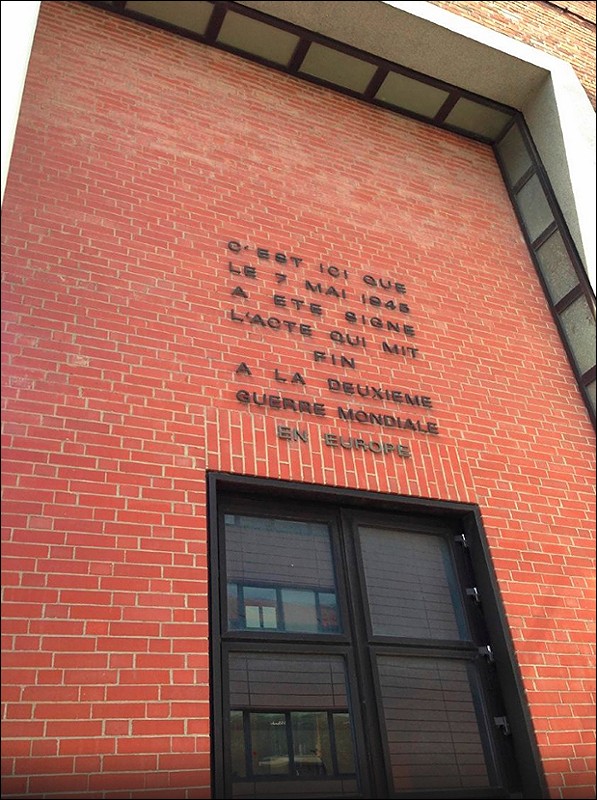 C'EST ICI QUE
LE 7 MAI 1945
A ETE SIGNE
L'ACTE QUI MIT
FIN
A LA DEUXIEME
GUERRE MONDIALE
EN EUROPE